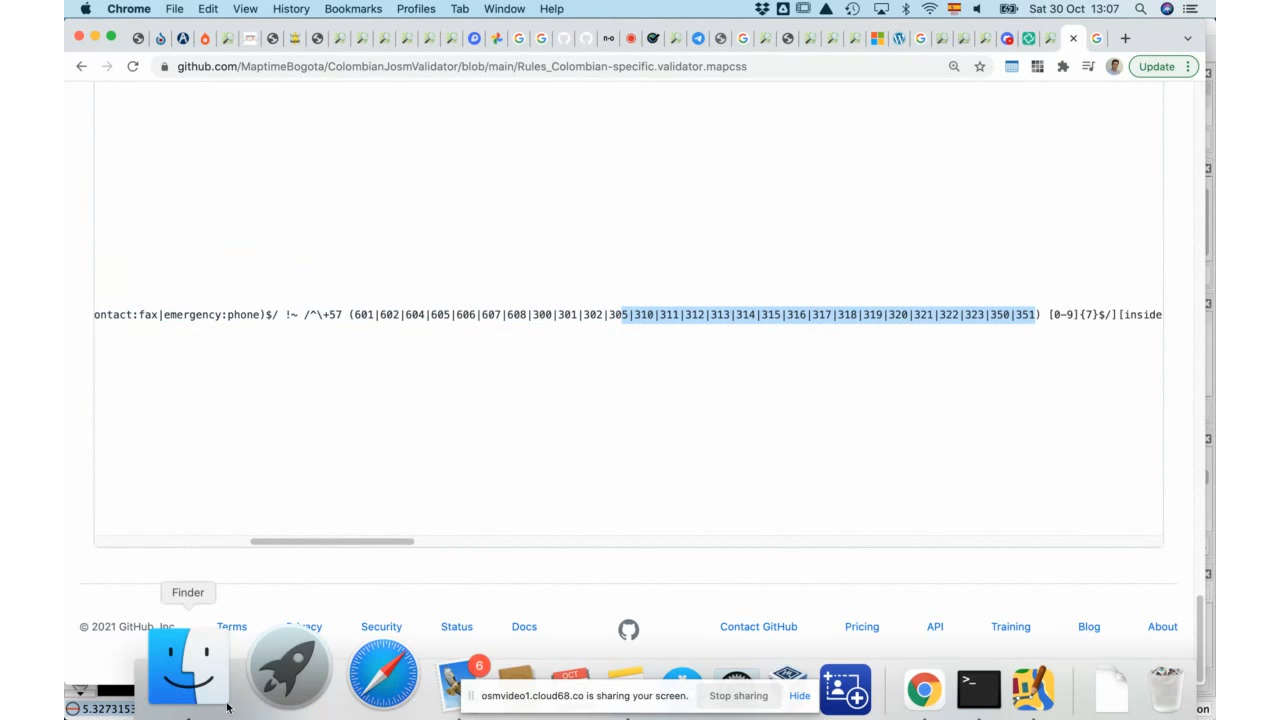 Chrome File Edit View History Bookmarks Profiles Tab Window Help Sat 30 Oct 13:07
github.com/MaptimeBogota/ColombianJosmValidator/blob/main/Rules_Colombian-specific.validator.mapcss Update
ontact:fax|emergency:phone)$/ !~ /^\+57 (601|602|604|605|606|607|608|300|301|302|305|310|311|312|313|314|315|316|317|318|319|320|321|322|323|350|351) [0-9]{7}$/][inside
Finder
© 2021 GitHub, Inc. Terms Privacy Security Status Docs Contact GitHub Pricing API Training Blog About
6
OCT
osmvideo1.cloud68.co is sharing your screen. Stop sharing Hide
5.3273153
on